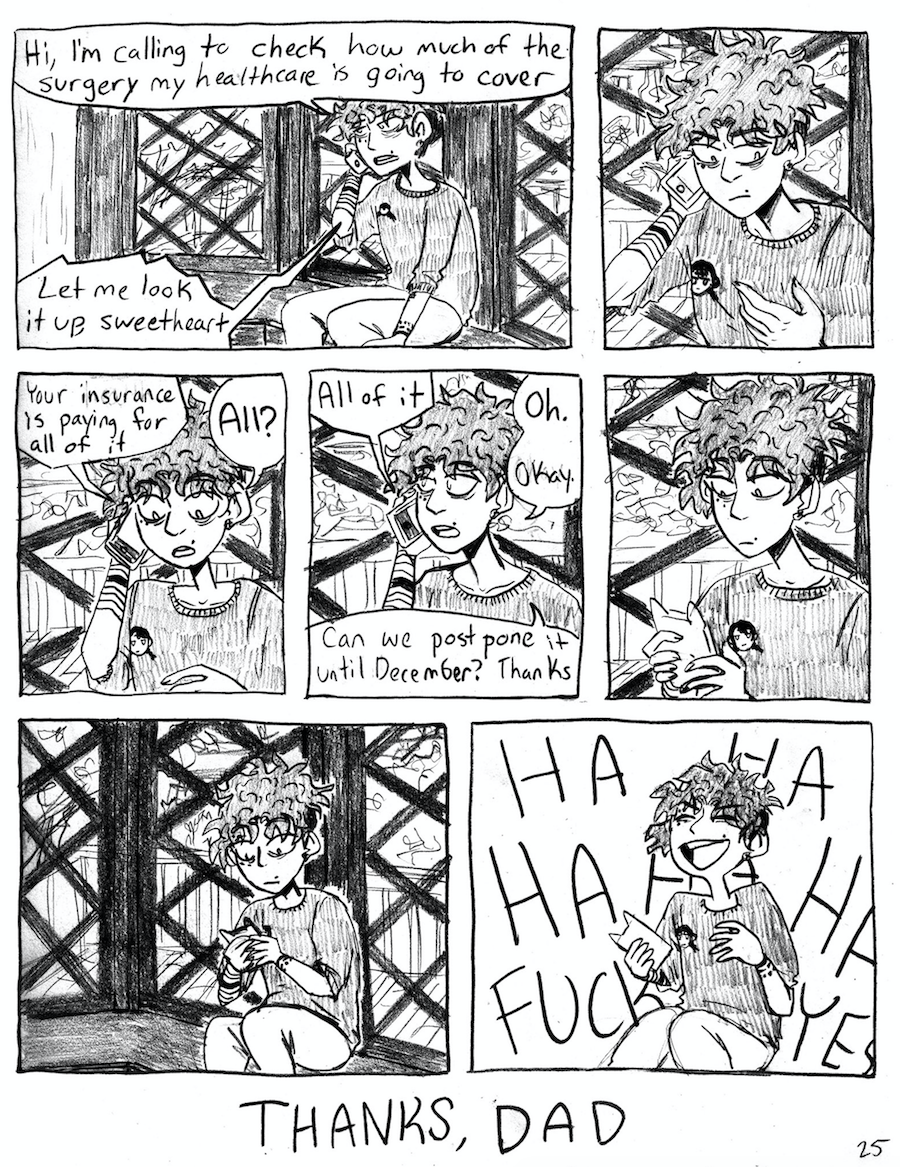 Hi, I'm calling to check how much of the
surgery my healthcare is going to cover
Let me look
it up sweetheart
Your insurance
is paying for
all of it
All?
All of it
Oh.
Okay.
Can we postpone it
until December? Thanks
HA HA
HA HA HA
FUCK YES
THANKS, DAD
25